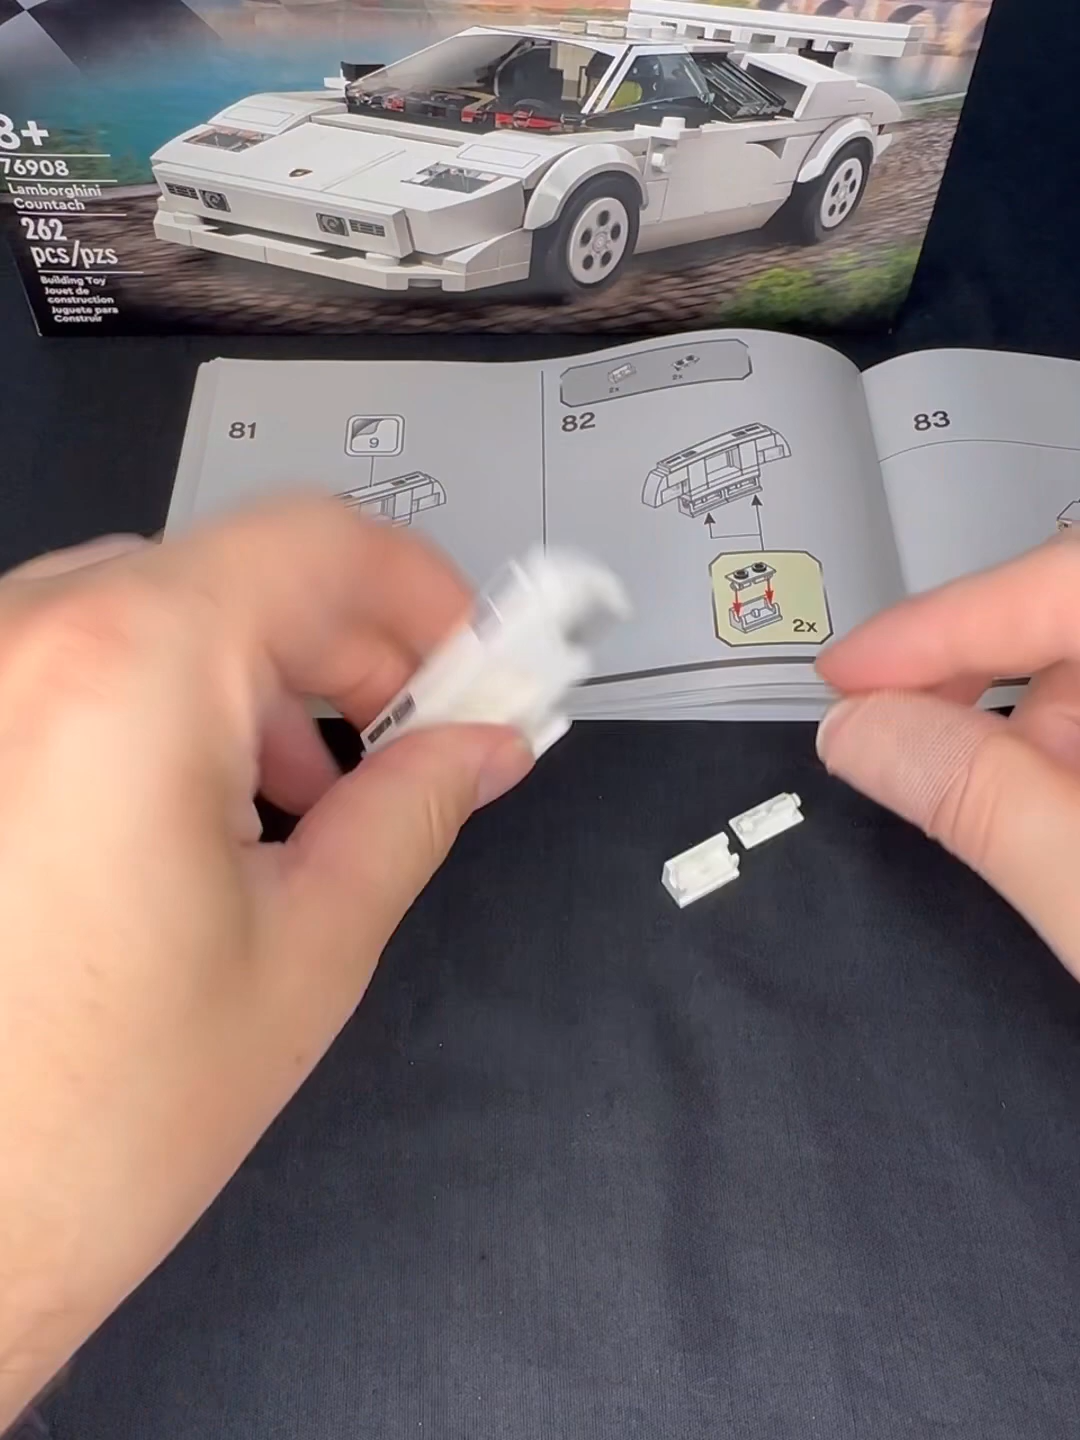 8+
76908
Lamborghini
Countach
262
pcs/pzs
Building Toy
Jouet de
construction
Juguete para
Construir
81
9
82
2x
2x
2x
83